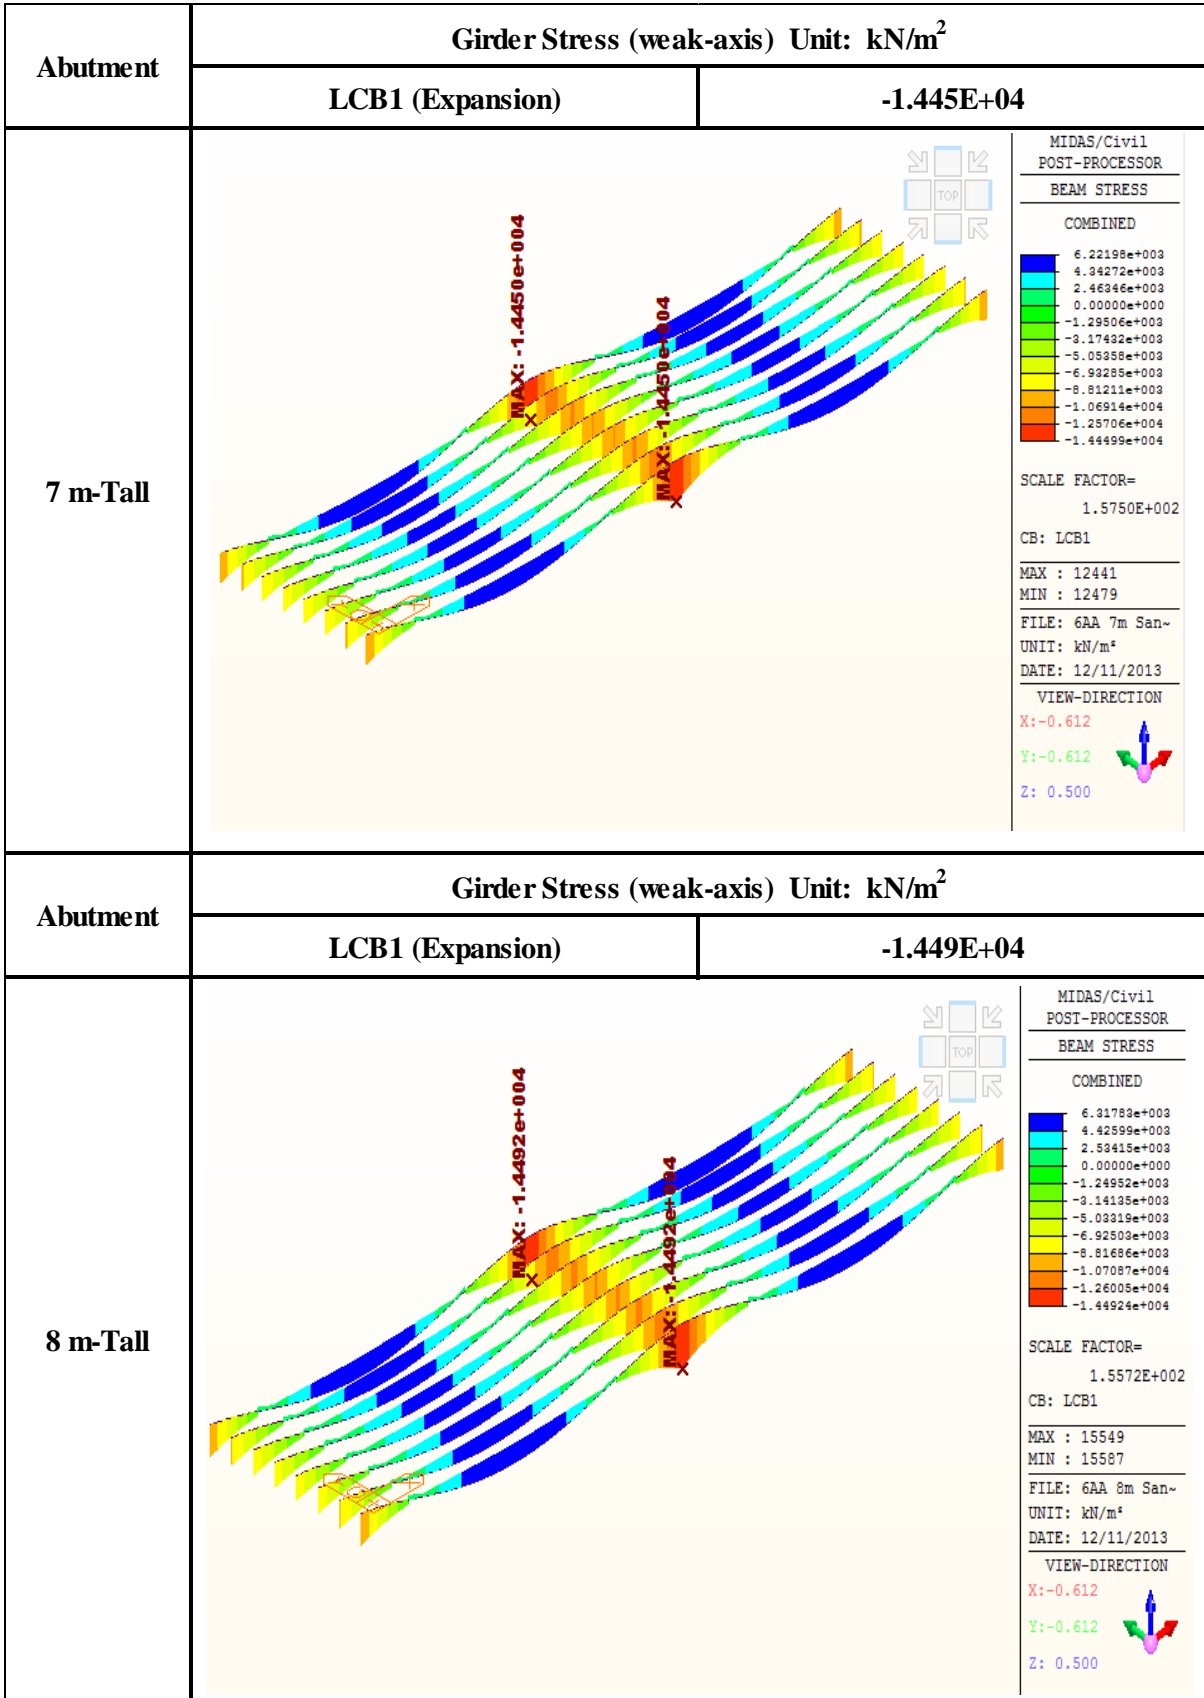 Abutment
Girder Stress (weak-axis) Unit: kN/m²
LCB1 (Expansion)
-1.445E+04
7 m-Tall
MAX: -1.4450e+004
MAX: -1.4450e+004
TOP
MIDAS/Civil
POST-PROCESSOR
BEAM STRESS
COMBINED
6.22198e+003
4.34272e+003
2.46346e+003
0.00000e+000
-1.29506e+003
-3.17432e+003
-5.05358e+003
-6.93285e+003
-8.81211e+003
-1.06914e+004
-1.25706e+004
-1.44499e+004
SCALE FACTOR=
1.5750E+002
CB: LCB1
MAX : 12441
MIN : 12479
FILE: 6AA 7m San~
UNIT: kN/m²
DATE: 12/11/2013
VIEW-DIRECTION
X:-0.612
Y:-0.612
Z: 0.500
Abutment
Girder Stress (weak-axis) Unit: kN/m²
LCB1 (Expansion)
-1.449E+04
8 m-Tall
MAX: -1.4492e+004
MAX: -1.4492e+004
TOP
MIDAS/Civil
POST-PROCESSOR
BEAM STRESS
COMBINED
6.31783e+003
4.42599e+003
2.53415e+003
0.00000e+000
-1.24952e+003
-3.14135e+003
-5.03319e+003
-6.92503e+003
-8.81686e+003
-1.07087e+004
-1.26005e+004
-1.44924e+004
SCALE FACTOR=
1.5572E+002
CB: LCB1
MAX : 15549
MIN : 15587
FILE: 6AA 8m San~
UNIT: kN/m²
DATE: 12/11/2013
VIEW-DIRECTION
X:-0.612
Y:-0.612
Z: 0.500